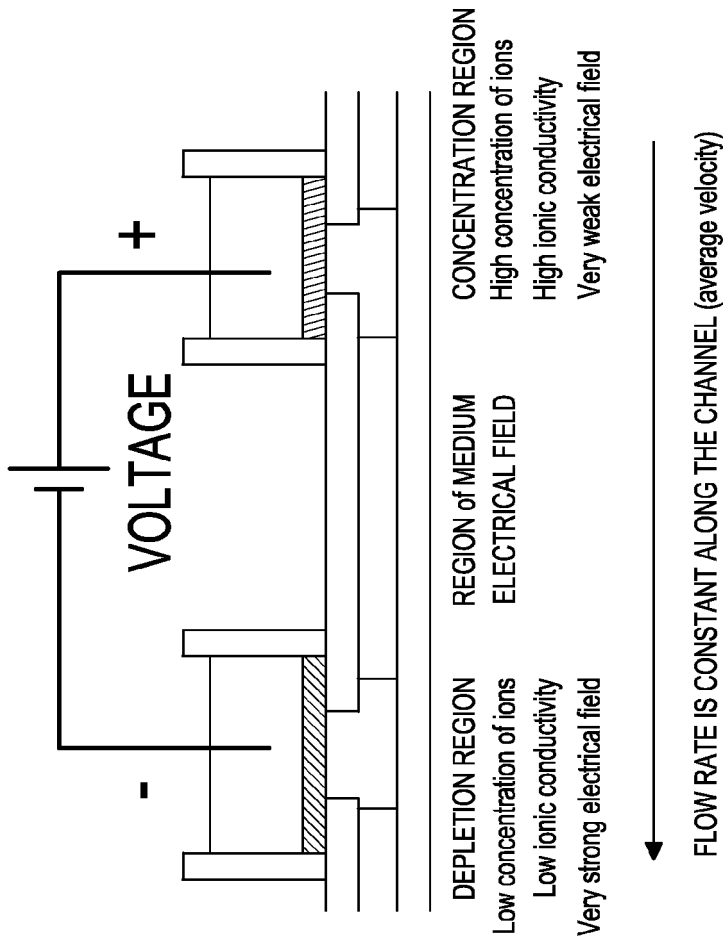 +
-
VOLTAGE
DEPLETION REGION
Low concentration of ions
Low ionic conductivity
Very strong electrical field
REGION of MEDIUM
ELECTRICAL FIELD
CONCENTRATION REGION
High concentration of ions
High ionic conductivity
Very weak electrical field
FLOW RATE IS CONSTANT ALONG THE CHANNEL (average velocity)